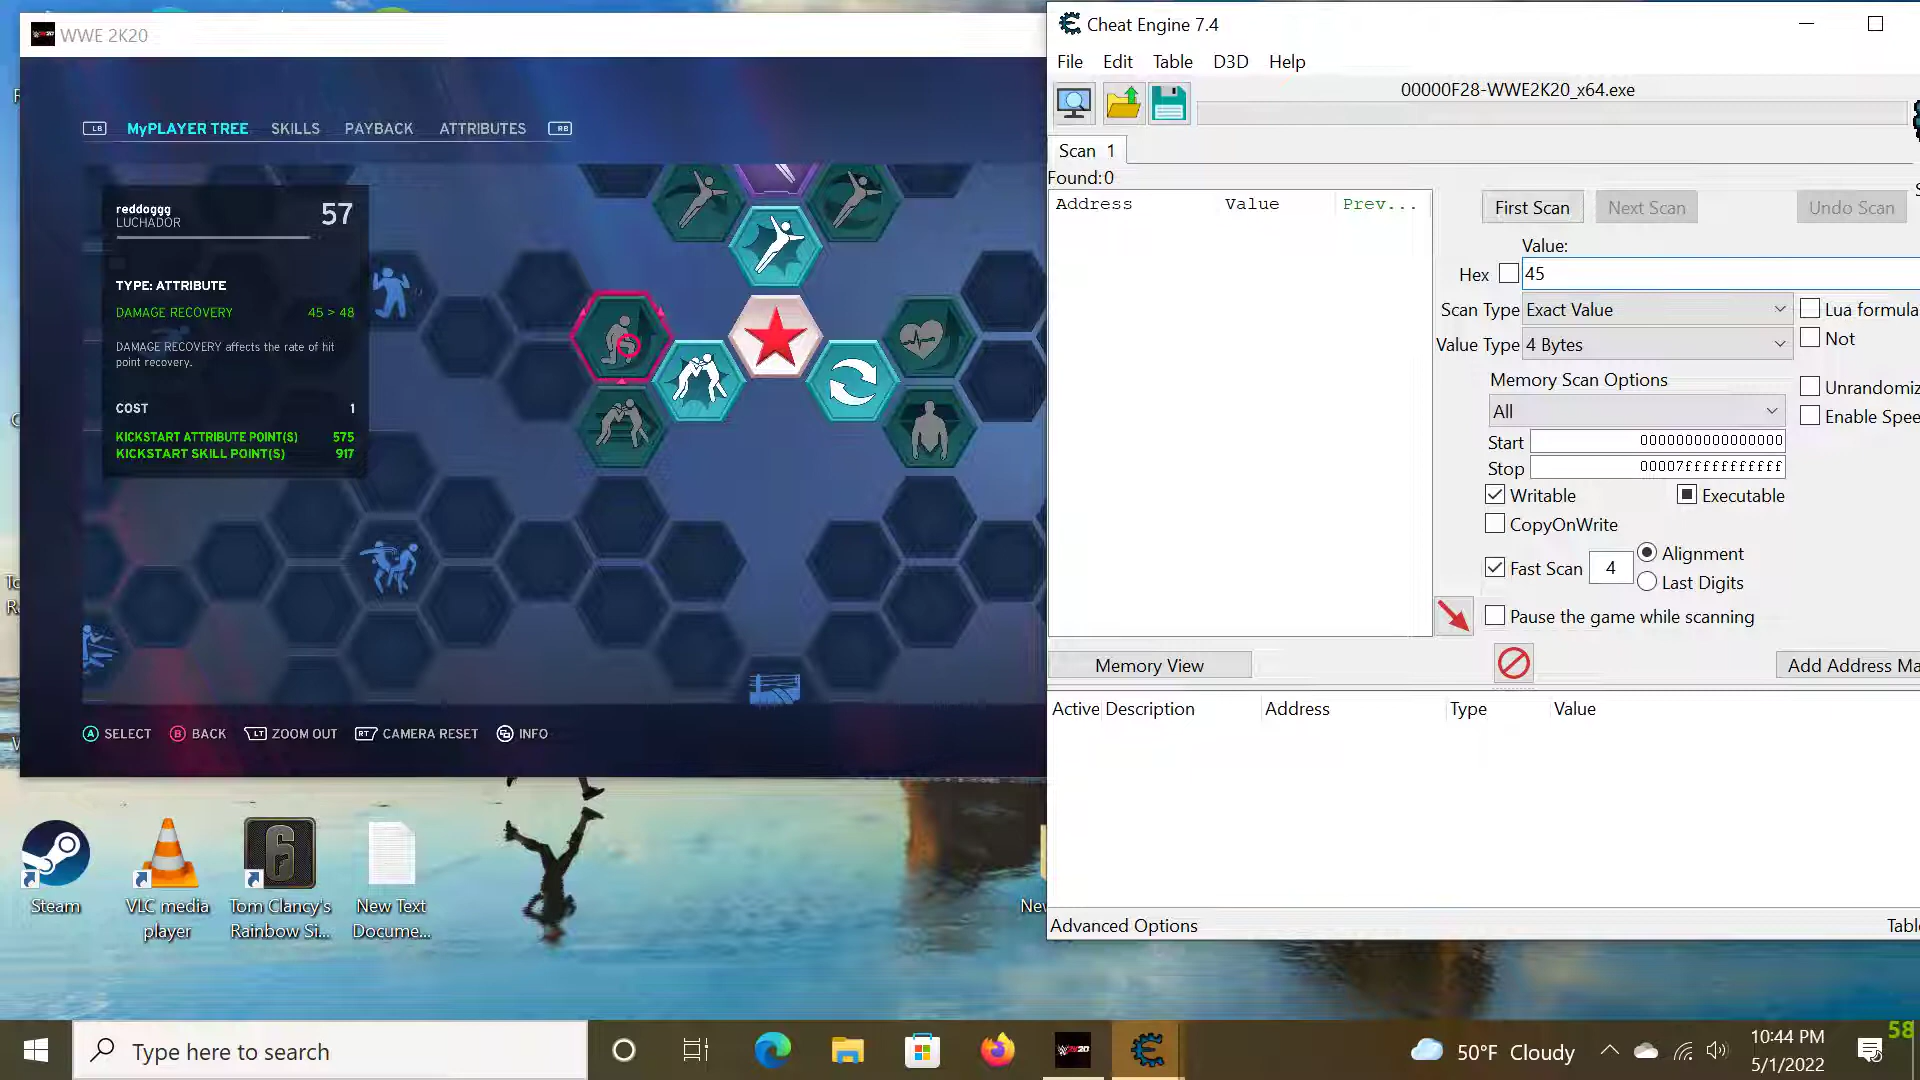 WWE 2K20
LB
MyPLAYER TREE
SKILLS
PAYBACK
ATTRIBUTES
RB
reddoggg
LUCHADOR
57
TYPE: ATTRIBUTE
DAMAGE RECOVERY 45 > 48
DAMAGE RECOVERY affects the rate of hit
point recovery.
COST 1
KICKSTART ATTRIBUTE POINT(S) 575
KICKSTART SKILL POINT(S) 917
A SELECT B BACK LT ZOOM OUT RT CAMERA RESET INFO
Cheat Engine 7.4
File Edit Table D3D Help
00000F28-WWE2K20_x64.exe
Scan 1
Found:0
Address Value Prev...
First Scan Next Scan Undo Scan
Value:
Hex 45
Scan Type Exact Value Lua formula
Value Type 4 Bytes Not
Memory Scan Options
All
Unrandomiz
Enable Spee
Start 0000000000000000
Stop 00007fffffffffff
Writable Executable
CopyOnWrite
Fast Scan 4 Alignment
Last Digits
Pause the game while scanning
Memory View
Add Address Ma
Active Description Address Type Value
Advanced Options
Table
Steam
VLC media
player
Tom Clancy's
Rainbow Si...
New Text
Docume...
New
Type here to search
2K20
50°F Cloudy
10:44 PM
5/1/2022
58